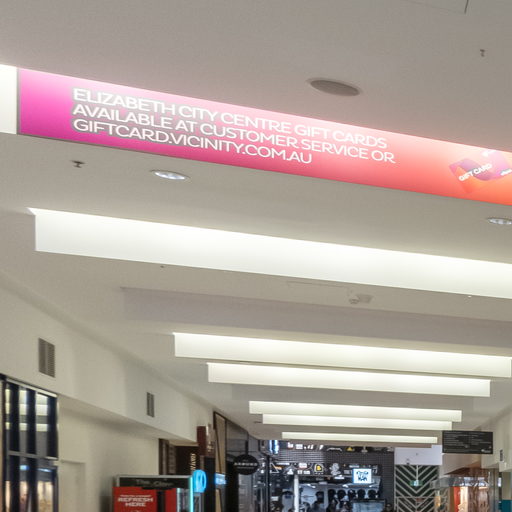 ELIZABETH CITY CENTRE GIFT CARDS
AVAILABLE AT CUSTOMER SERVICE OR
GIFTCARD.VICINITY.COM.AU
GIFT CARD
REFRESH
HERE